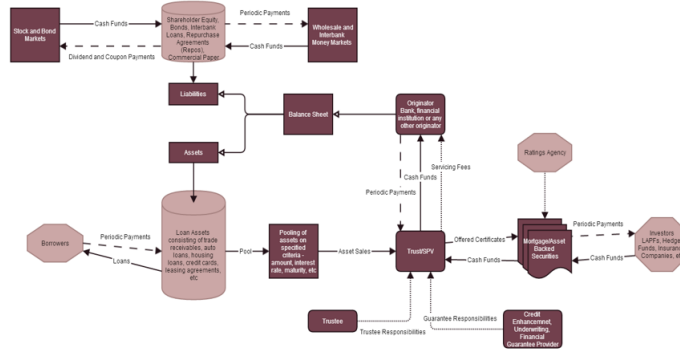 Stock and Bond
Markets
Cash Funds
Dividend and Coupon Payments
Shareholder Equity,
Bonds, Interbank
Loans, Repurchase
Agreements
(Repos),
Commercial Paper
Periodic Payments
Cash Funds
Wholesale and
Interbank
Money Markets
Liabilities
Balance Sheet
Originator
Bank, financial
institution or any
other originator
Assets
Servicing Fees
Cash Funds
Periodic Payments
Ratings Agency
Borrowers
Periodic Payments
Loans
Loan Assets
consisting of trade
receivables, auto
loans, housing
loans, credit cards,
leasing agreements,
etc
Pool
Pooling of
assets on
specified
criteria -
amount, interest
rate, maturity, etc
Asset Sales
Trust/SPV
Offered Certificates
Cash Funds
Mortgage/Asset
Backed
Securities
Periodic Payments
Cash Funds
Investors
LAPFs, Hedge
Funds, Insuran
Companies, et
Trustee
Trustee Responsibilities
Guarantee Responsibilities
Credit
Enhancemnet,
Underwriting,
Financial
Guarantee Provider